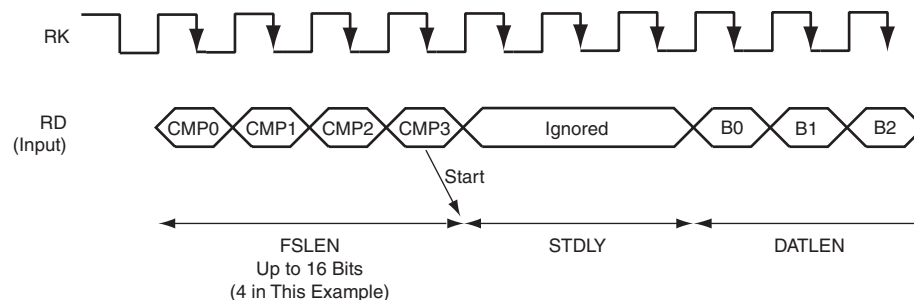 RK
RD
(Input)
CMP0 CMP1 CMP2 CMP3 Ignored B0 B1 B2
Start
FSLEN
Up to 16 Bits
(4 in This Example)
STDLY
DATLEN